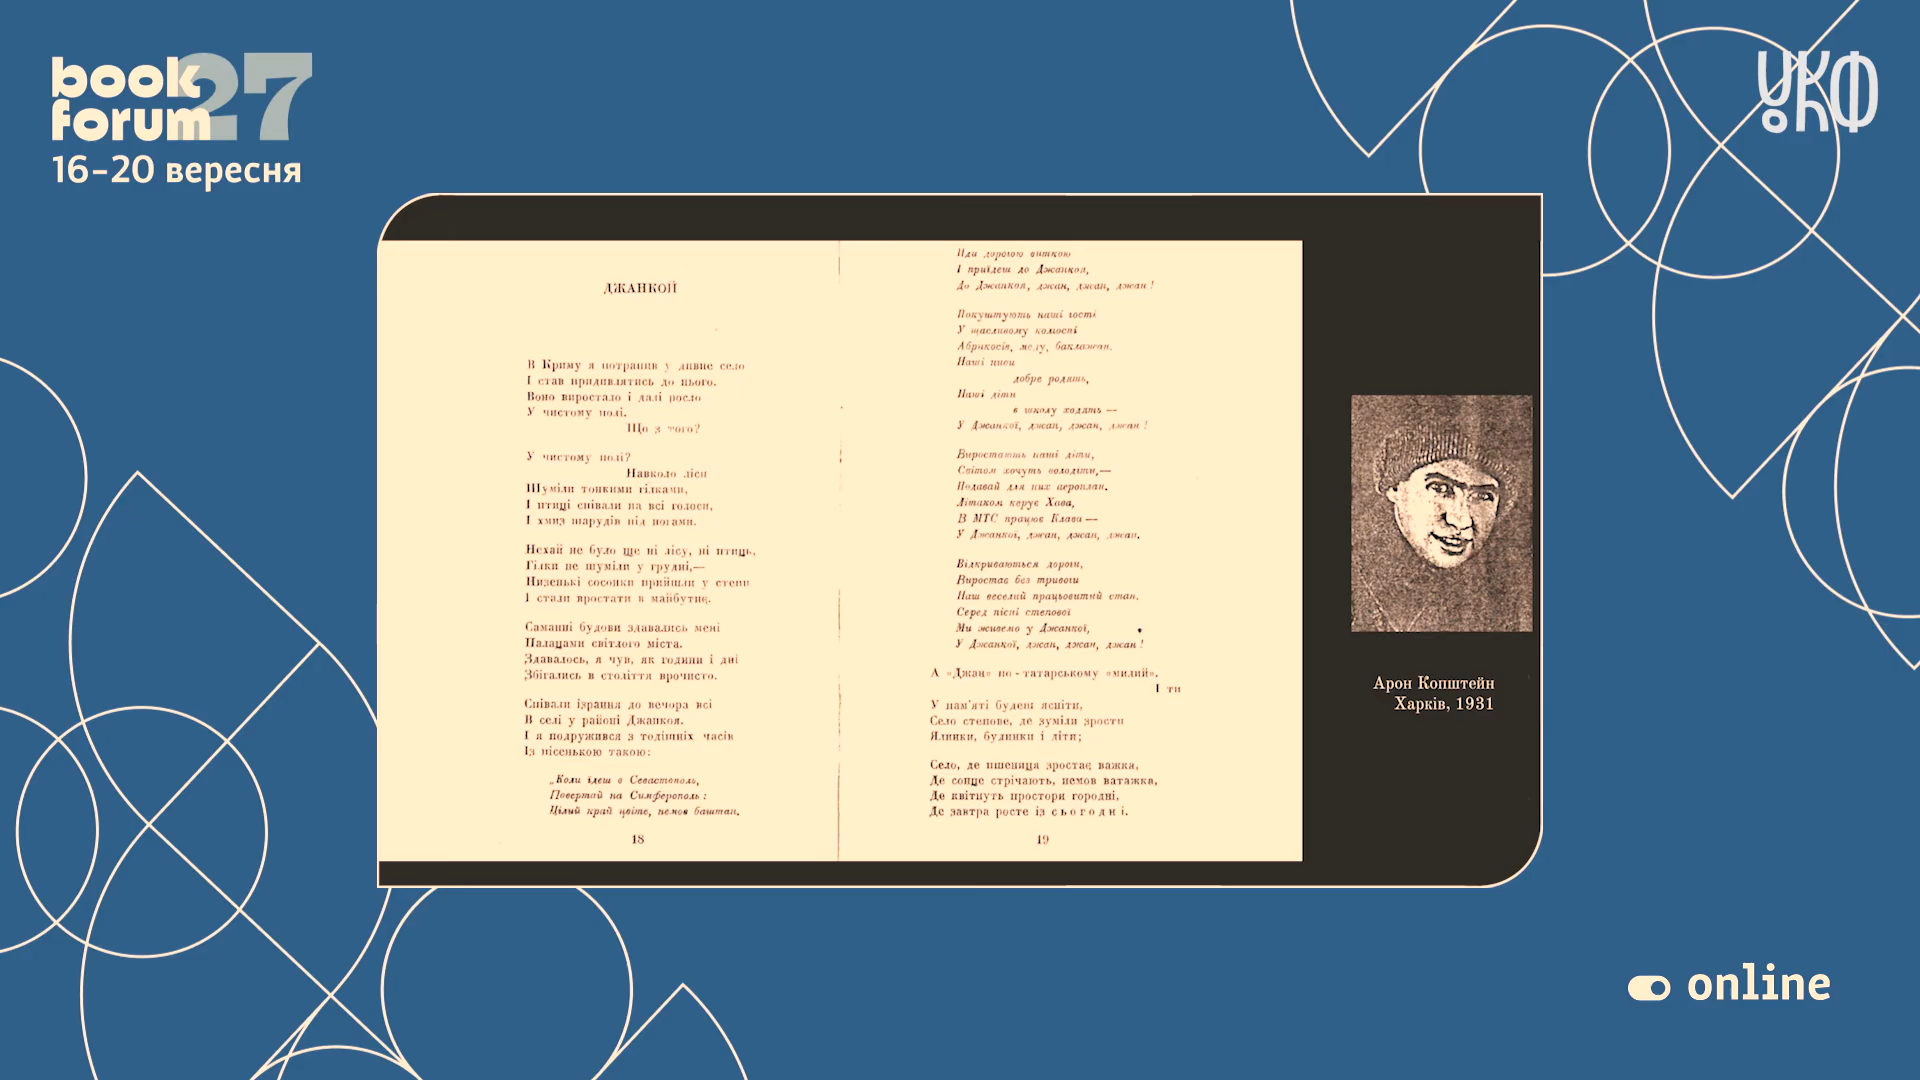 book
forum 27
16–20 вересня
УКФ
ДЖАНКОЙ
В Криму я потрапив у дивне село
І став придивлятись до нього.
Воно виростало і далі росло
У чистому полі.
Що з того?
У чистому полі?
Навколо ліси
Шуміли тонкими гілками,
І птиці співали на всі голоси,
І хмиз шарудів під ногами.
Нехай не було ще ні лісу, ні птиць,
Гілки не шуміли у грудні,—
Низенькі сосонки прийшли у степи
І стали вростати в майбутнє.
Саманні будови здавались мені
Палацами світлого міста.
Здавалось, я чув, як години і дні
Збігались в століття врочисто.
Співали ізрання до вечора всі
В селі у районі Джанкоя.
І я подружився з тодішніх часів
Із пісенькою такою:
„Коли їдеш в Севастополь,
Повертай на Симферополь:
Цілий край цвіте, немов баштан.
18
Йди дорогою виткою
І приїдеш до Джанкоя,
До Джанкоя, джан, джан, джан!
Покуштують наші гості
У щасливому колгоспі
Абрикосів, меду, баклажан.
Наші ниви
добре родять,
Наші діти
в школу ходять —
У Джанкої, джан, джан, джан!
Виростають наші діти,
Світом хочуть володіти,—
Подавай для них аероплан.
Літаком керує Хава,
В МТС працює Клава —
У Джанкої, джан, джан, джан.
Відкриваються дороги,
Виростає без тривоги
Наш веселий працьовитий стан.
Серед пісні степової
Ми живемо у Джанкої,
У Джанкої, джан, джан, джан!
А «Джан» по-татарському «милий».
І ти
У пам'яті будеш ясніти,
Село степове, де зуміли зрости
Ялинки, будинки і літи;
Село, де пшениця зростає важка,
Де сонце стрічають, немов ватажка,
Де квітнуть простори городні,
Де завтра росте із сьогодні.
19
Арон Копштейн
Харків, 1931
online